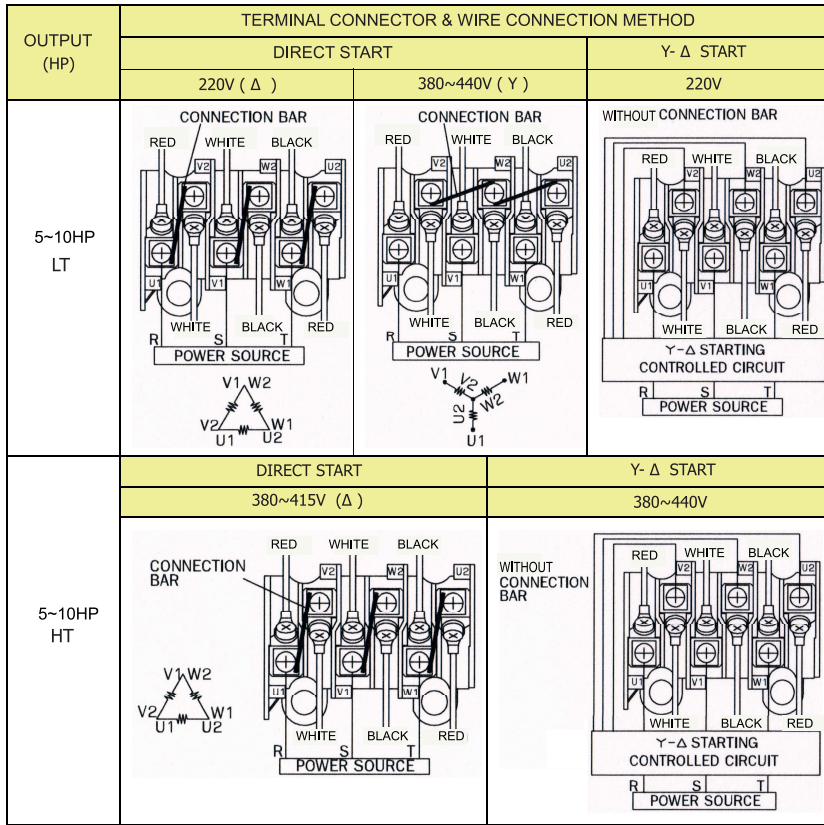 OUTPUT
(HP)
TERMINAL CONNECTOR & WIRE CONNECTION METHOD
DIRECT START
Y- Δ START
220V ( Δ )
380~440V ( Y )
220V
5~10HP
LT
CONNECTION BAR
RED WHITE BLACK
V2 W2 U2
U1 V1 W1
WHITE BLACK RED
R S T
POWER SOURCE
V1 W2
V2 W1
U1 U2
CONNECTION BAR
RED WHITE BLACK
V2 W2 U2
U1 V1 W1
WHITE BLACK RED
R S T
POWER SOURCE
V1 V2 W1
U2 W2
U1
WITHOUT CONNECTION BAR
RED WHITE BLACK
V2 W2 U2
U1 V1 W1
WHITE BLACK RED
Y-Δ STARTING
CONTROLLED CIRCUIT
R S T
POWER SOURCE
DIRECT START
Y- Δ START
380~415V (Δ )
380~440V
5~10HP
HT
CONNECTION
BAR
RED WHITE BLACK
V2 W2 U2
U1 V1 W1
WHITE BLACK RED
R S T
POWER SOURCE
V1 W2
V2 W1
U1 U2
WITHOUT
CONNECTION
BAR
RED WHITE BLACK
V2 W2 U2
U1 V1 W1
WHITE BLACK RED
Y-Δ STARTING
CONTROLLED CIRCUIT
R S T
POWER SOURCE